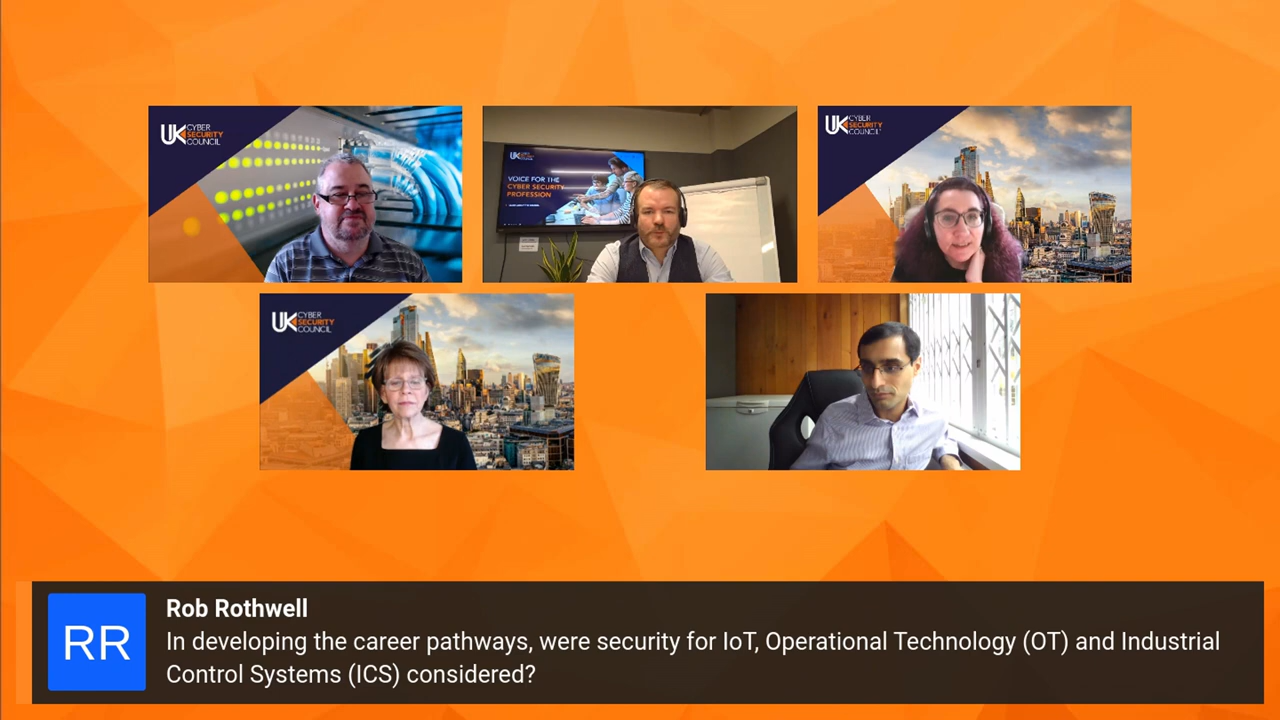 UK CYBER
SECURITY
COUNCIL
UK
VOICE FOR THE
CYBER SECURITY
PROFESSION
UK CYBER
SECURITY
COUNCIL
UK CYBER
SECURITY
COUNCIL
RR
Rob Rothwell
In developing the career pathways, were security for IoT, Operational Technology (OT) and Industrial
Control Systems (ICS) considered?